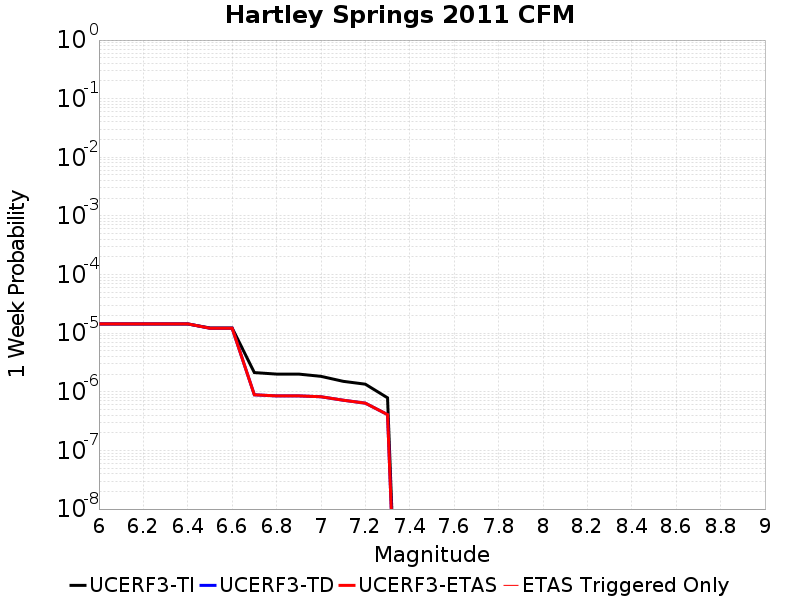 Hartley Springs 2011 CFM
1 Week Probability
10^0
10^-1
10^-2
10^-3
10^-4
10^-5
10^-6
10^-7
10^-8
6 6.2 6.4 6.6 6.8 7 7.2 7.4 7.6 7.8 8 8.2 8.4 8.6 8.8 9
Magnitude
UCERF3-TI UCERF3-TD UCERF3-ETAS ETAS Triggered Only